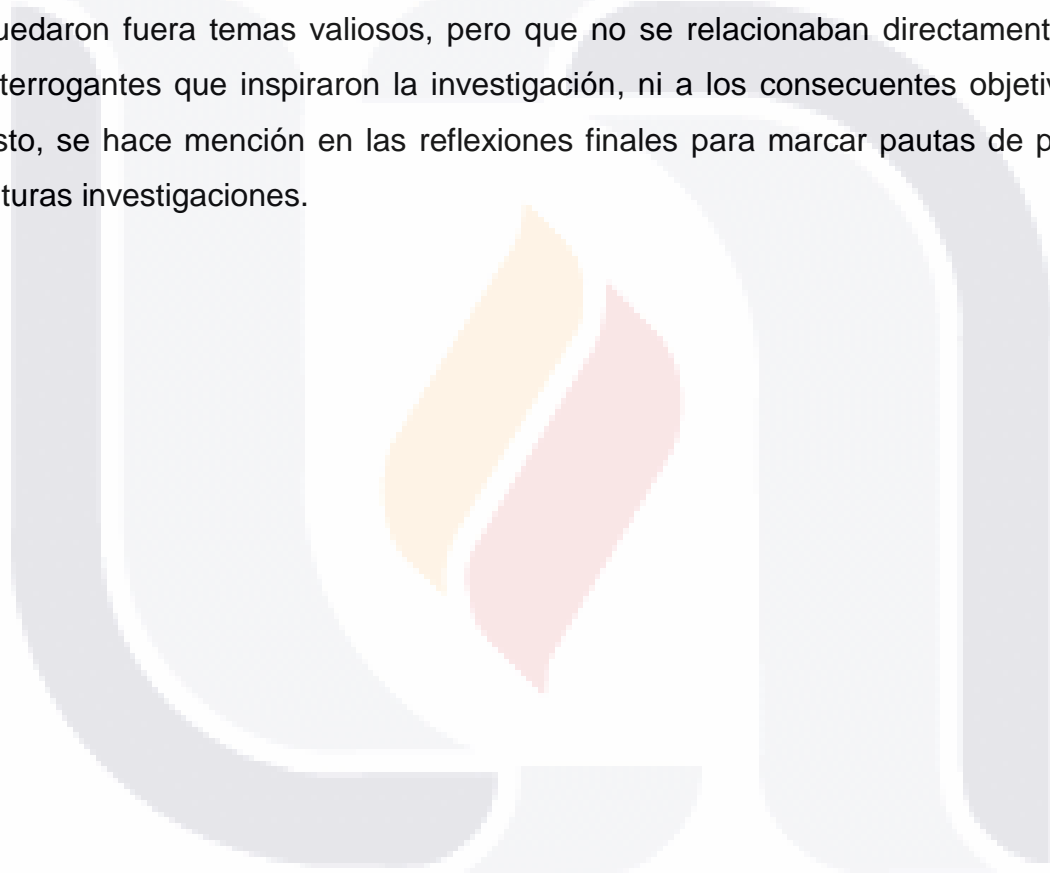 uedaron fuera temas valiosos, pero que no se relacionaban directament
terrogantes que inspiraron la investigación, ni a los consecuentes objetiv
sto, se hace mención en las reflexiones finales para marcar pautas de p
turas investigaciones.